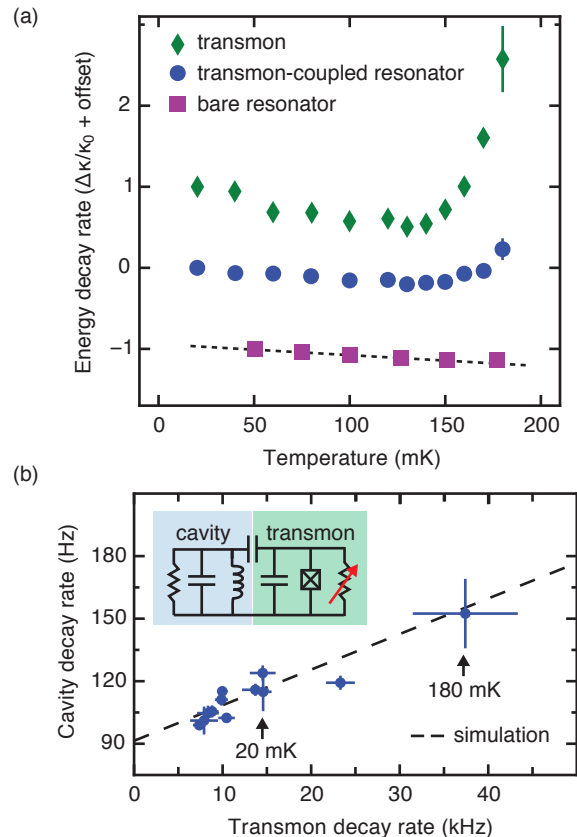 (a)
transmon
transmon-coupled resonator
bare resonator
Energy decay rate (Δκ/κ0 + offset)
2
1
0
−1
0
50
100
150
200
Temperature (mK)
(b)
cavity
transmon
Cavity decay rate (Hz)
180
150
120
90
180 mK
20 mK
simulation
0
10
20
30
40
Transmon decay rate (kHz)